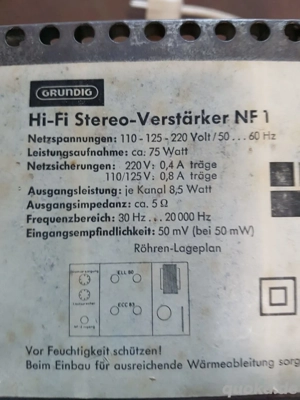 GRUNDIG
Hi-Fi Stereo-Verstärker NF 1
Netzspannungen: 110 - 125 - 220 Volt/50 ... 60 Hz
Leistungsaufnahme: ca. 75 Watt
Netzsicherungen: 220 V: 0,4 A träge
110/125 V: 0,8 A träge
Ausgangsleistung: je Kanal 8,5 Watt
Ausgangsimpedanz: ca. 5 Ω
Frequenzbereich: 30 Hz ... 20 000 Hz
Eingangsempfindlichkeit: 50 mV (bei 50 mW)
Röhren-Lageplan
ELL 80
ECC 83
Vor Feuchtigkeit schützen!
Beim Einbau für ausreichende Wärmeableitung sorg